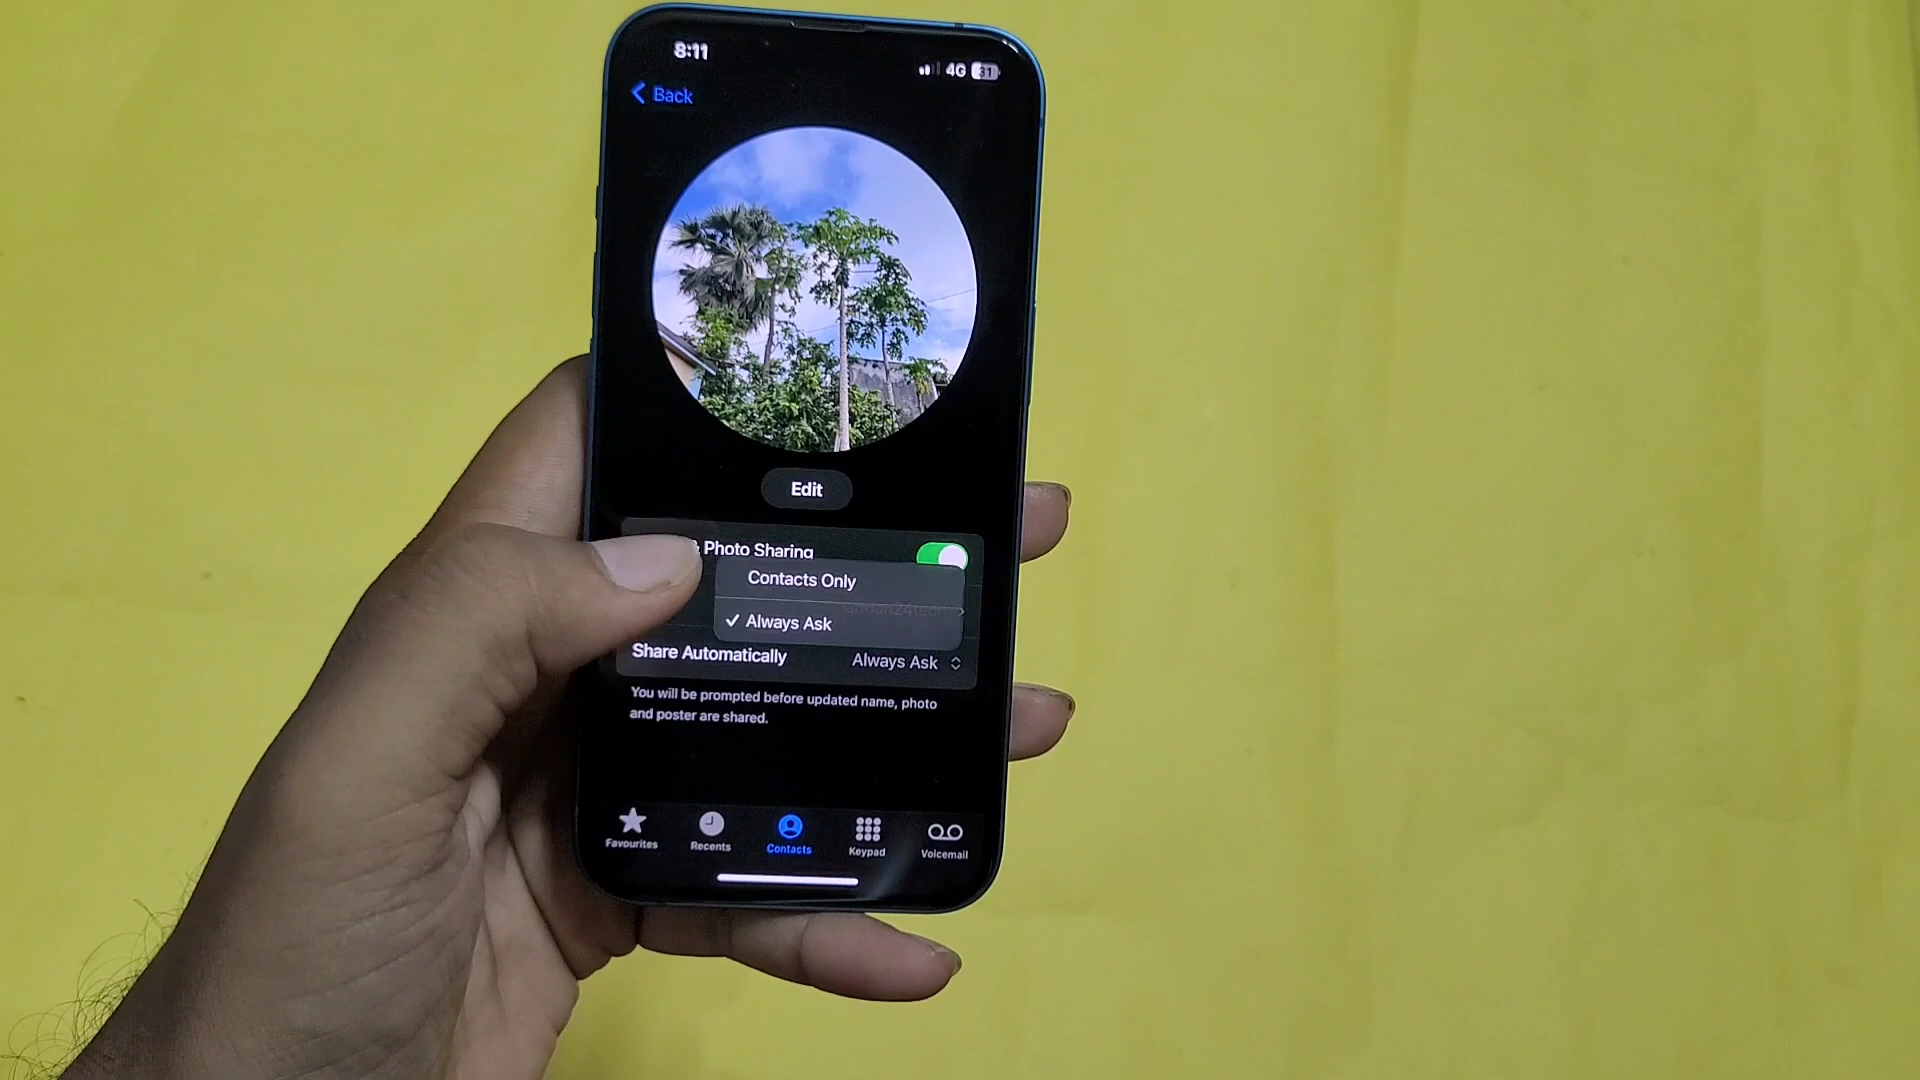 8:11
4G 31
Back
Edit
& Photo Sharing
Contacts Only
Always Ask
Share Automatically Always Ask
You will be prompted before updated name, photo
and poster are shared.
Favourites Recents Contacts Keypad Voicemail